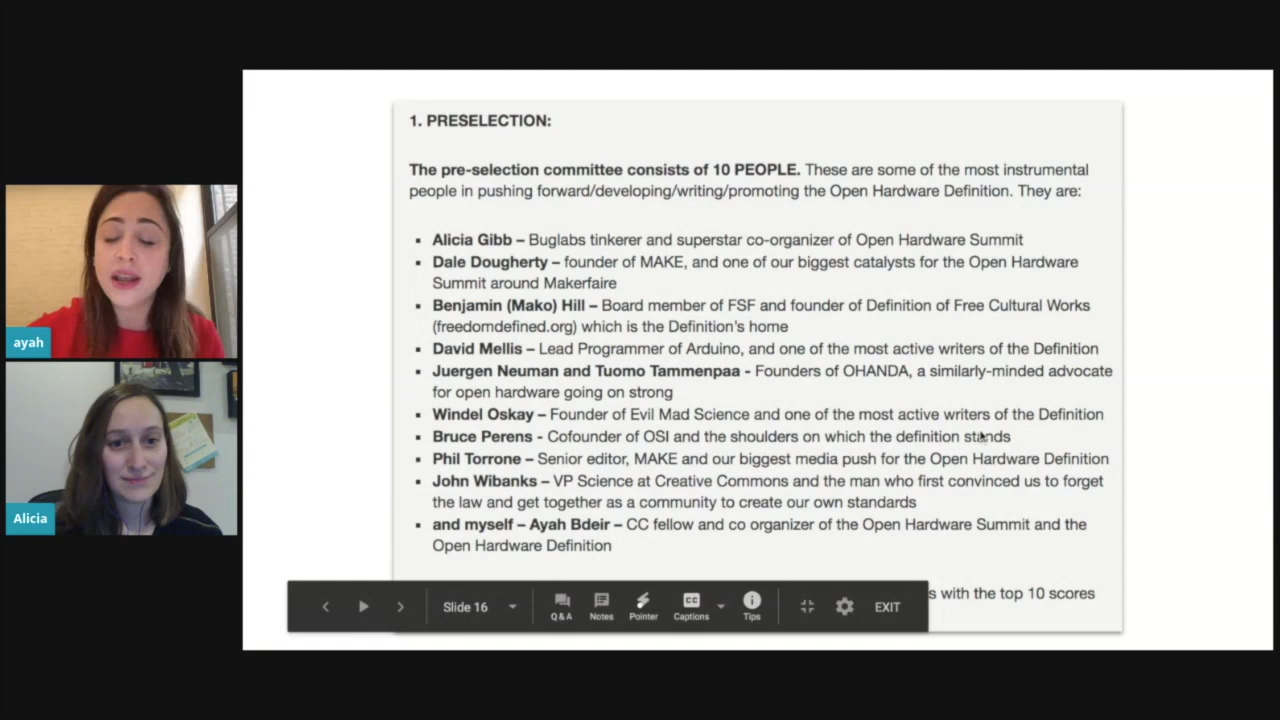 1. PRESELECTION:
The pre-selection committee consists of 10 PEOPLE. These are some of the most instrumental
people in pushing forward/developing/writing/promoting the Open Hardware Definition. They are:
▪ Alicia Gibb – Buglabs tinkerer and superstar co-organizer of Open Hardware Summit
▪ Dale Dougherty – founder of MAKE, and one of our biggest catalysts for the Open Hardware
Summit around Makerfaire
▪ Benjamin (Mako) Hill – Board member of FSF and founder of Definition of Free Cultural Works
(freedomdefined.org) which is the Definition's home
▪ David Mellis – Lead Programmer of Arduino, and one of the most active writers of the Definition
▪ Juergen Neuman and Tuomo Tammenpaa - Founders of OHANDA, a similarly-minded advocate
for open hardware going on strong
▪ Windel Oskay – Founder of Evil Mad Science and one of the most active writers of the Definition
▪ Bruce Perens - Cofounder of OSI and the shoulders on which the definition stands
▪ Phil Torrone – Senior editor, MAKE and our biggest media push for the Open Hardware Definition
▪ John Wibanks – VP Science at Creative Commons and the man who first convinced us to forget
the law and get together as a community to create our own standards
▪ and myself – Ayah Bdeir – CC fellow and co organizer of the Open Hardware Summit and the
Open Hardware Definition
s with the top 10 scores
ayah
Alicia
Slide 16
Q&A
Notes
Pointer
CC
Captions
Tips
EXIT